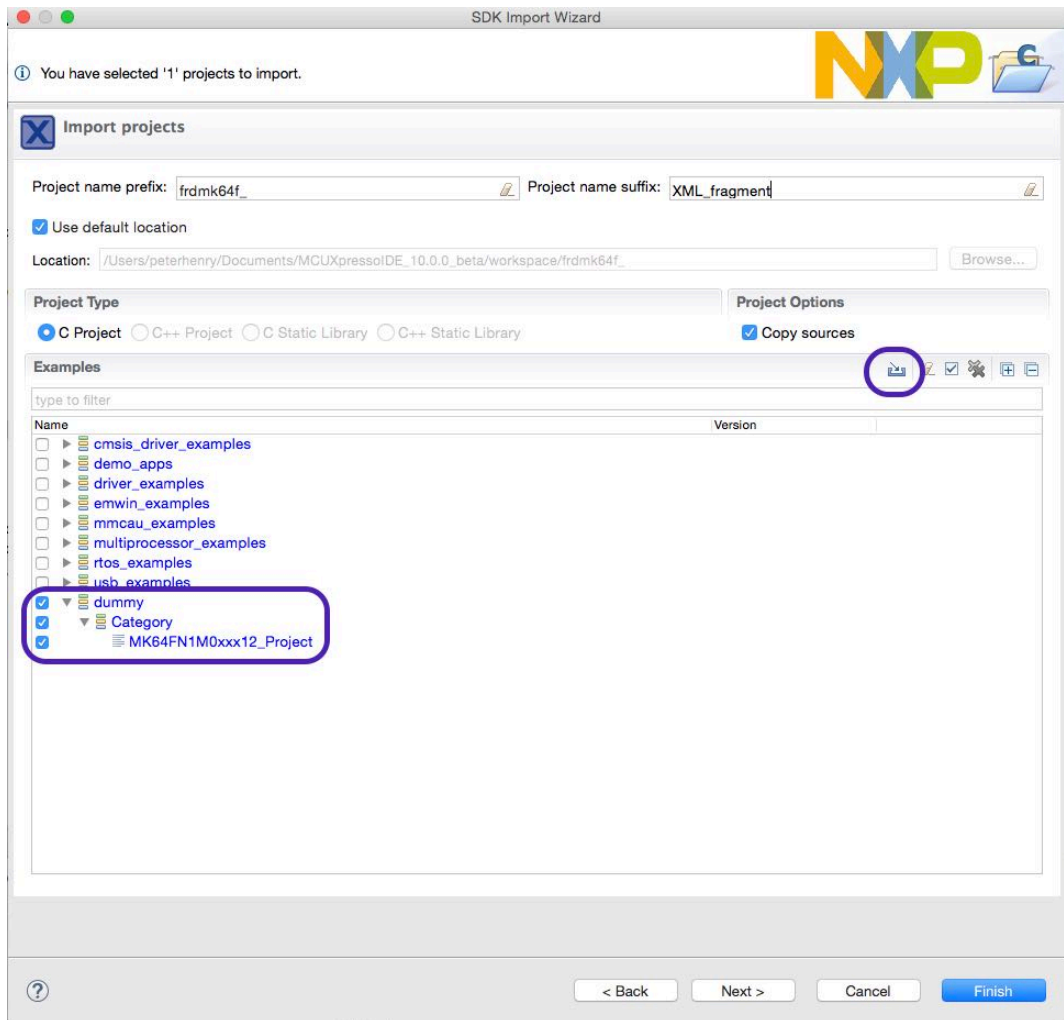 SDK Import Wizard
You have selected '1' projects to import.
NXP
Import projects
Project name prefix: frdmk64f_ Project name suffix: XML_fragment
Use default location
Location: /Users/peterhenry/Documents/MCUXpressoIDE_10.0.0_beta/workspace/frdmk64f_ Browse...
Project Type Project Options
C Project C++ Project C Static Library C++ Static Library Copy sources
Examples
type to filter
Name Version
cmsis_driver_examples
demo_apps
driver_examples
emwin_examples
mmcau_examples
multiprocessor_examples
rtos_examples
usb_examples
dummy
Category
MK64FN1M0xxx12_Project
< Back Next > Cancel Finish